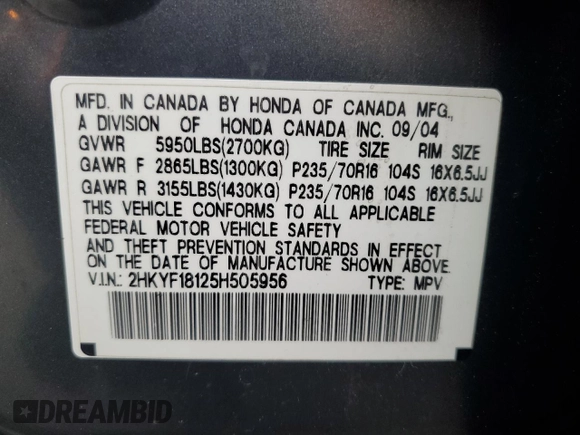 MFD. IN CANADA BY HONDA OF CANADA MFG.,
A DIVISION OF HONDA CANADA INC. 09/04
GVWR 5950LBS(2700KG) TIRE SIZE RIM SIZE
GAWR F 2865LBS(1300KG) P235/70R16 104S 16X6.5JJ
GAWR R 3155LBS(1430KG) P235/70R16 104S 16X6.5JJ
THIS VEHICLE CONFORMS TO ALL APPLICABLE
FEDERAL MOTOR VEHICLE SAFETY
AND THEFT PREVENTION STANDARDS IN EFFECT
ON THE DATE OF MANUFACTURE SHOWN ABOVE.
V.I.N.: 2HKYF18125H505956 TYPE: MPV
DREAMBID